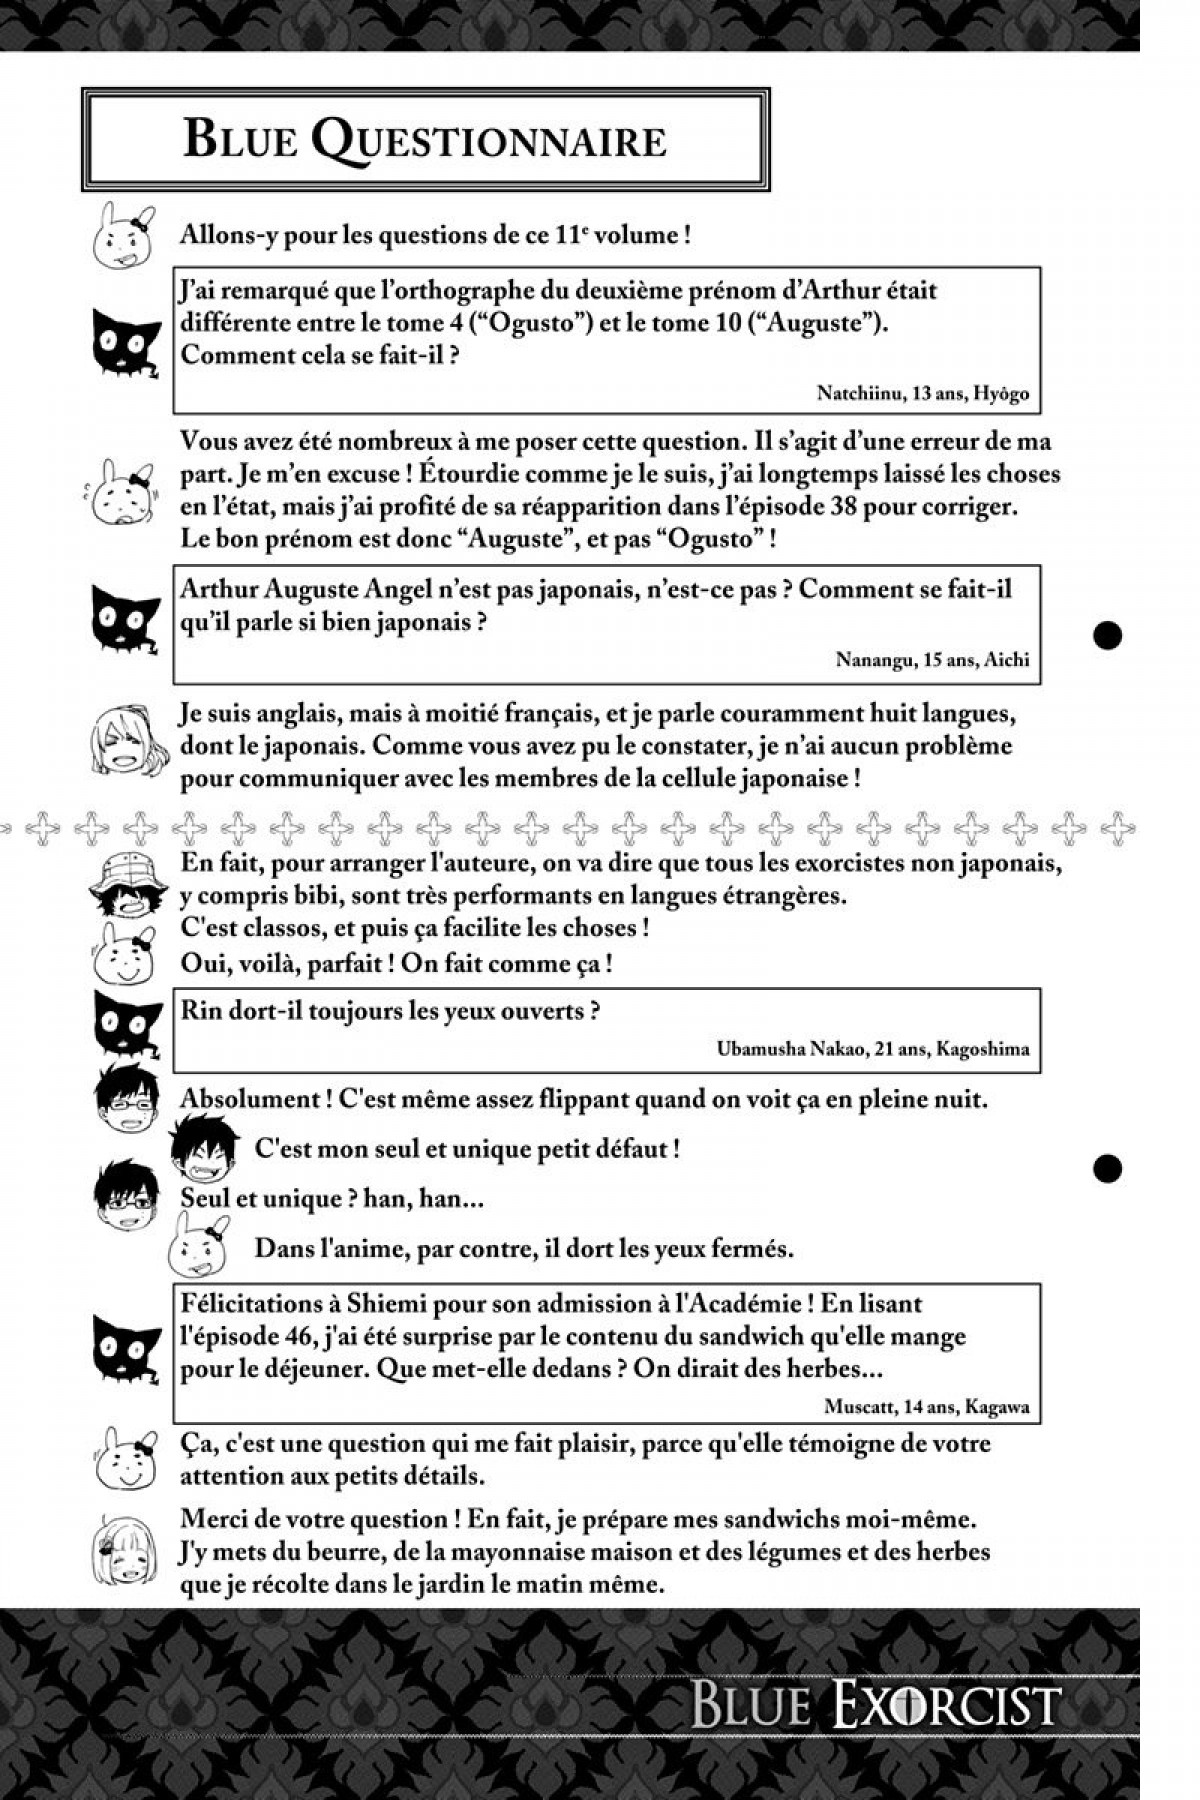 BLUE QUESTIONNAIRE
Allons-y pour les questions de ce 11e volume !
J’ai remarqué que l’orthographe du deuxième prénom d’Arthur était
différente entre le tome 4 (“Ogusto”) et le tome 10 (“Auguste”).
Comment cela se fait-il ?
Natchiinu, 13 ans, Hyôgo
Vous avez été nombreux à me poser cette question. Il s’agit d’une erreur de ma
part. Je m’en excuse ! Étourdie comme je le suis, j’ai longtemps laissé les choses
en l’état, mais j’ai profité de sa réapparition dans l’épisode 38 pour corriger.
Le bon prénom est donc “Auguste”, et pas “Ogusto” !
Arthur Auguste Angel n’est pas japonais, n’est-ce pas ? Comment se fait-il
qu’il parle si bien japonais ?
Nanangu, 15 ans, Aichi
Je suis anglais, mais à moitié français, et je parle couramment huit langues,
dont le japonais. Comme vous avez pu le constater, je n’ai aucun problème
pour communiquer avec les membres de la cellule japonaise !
En fait, pour arranger l'auteure, on va dire que tous les exorcistes non japonais,
y compris bibi, sont très performants en langues étrangères.
C'est classos, et puis ça facilite les choses !
Oui, voilà, parfait ! On fait comme ça !
Rin dort-il toujours les yeux ouverts ?
Ubamusha Nakao, 21 ans, Kagoshima
Absolument ! C'est même assez flippant quand on voit ça en pleine nuit.
C'est mon seul et unique petit défaut !
Seul et unique ? han, han...
Dans l'anime, par contre, il dort les yeux fermés.
Félicitations à Shiemi pour son admission à l'Académie ! En lisant
l'épisode 46, j'ai été surprise par le contenu du sandwich qu'elle mange
pour le déjeuner. Que met-elle dedans ? On dirait des herbes...
Muscatt, 14 ans, Kagawa
Ça, c'est une question qui me fait plaisir, parce qu'elle témoigne de votre
attention aux petits détails.
Merci de votre question ! En fait, je prépare mes sandwichs moi-même.
J'y mets du beurre, de la mayonnaise maison et des légumes et des herbes
que je récolte dans le jardin le matin même.
BLUE EXORCIST